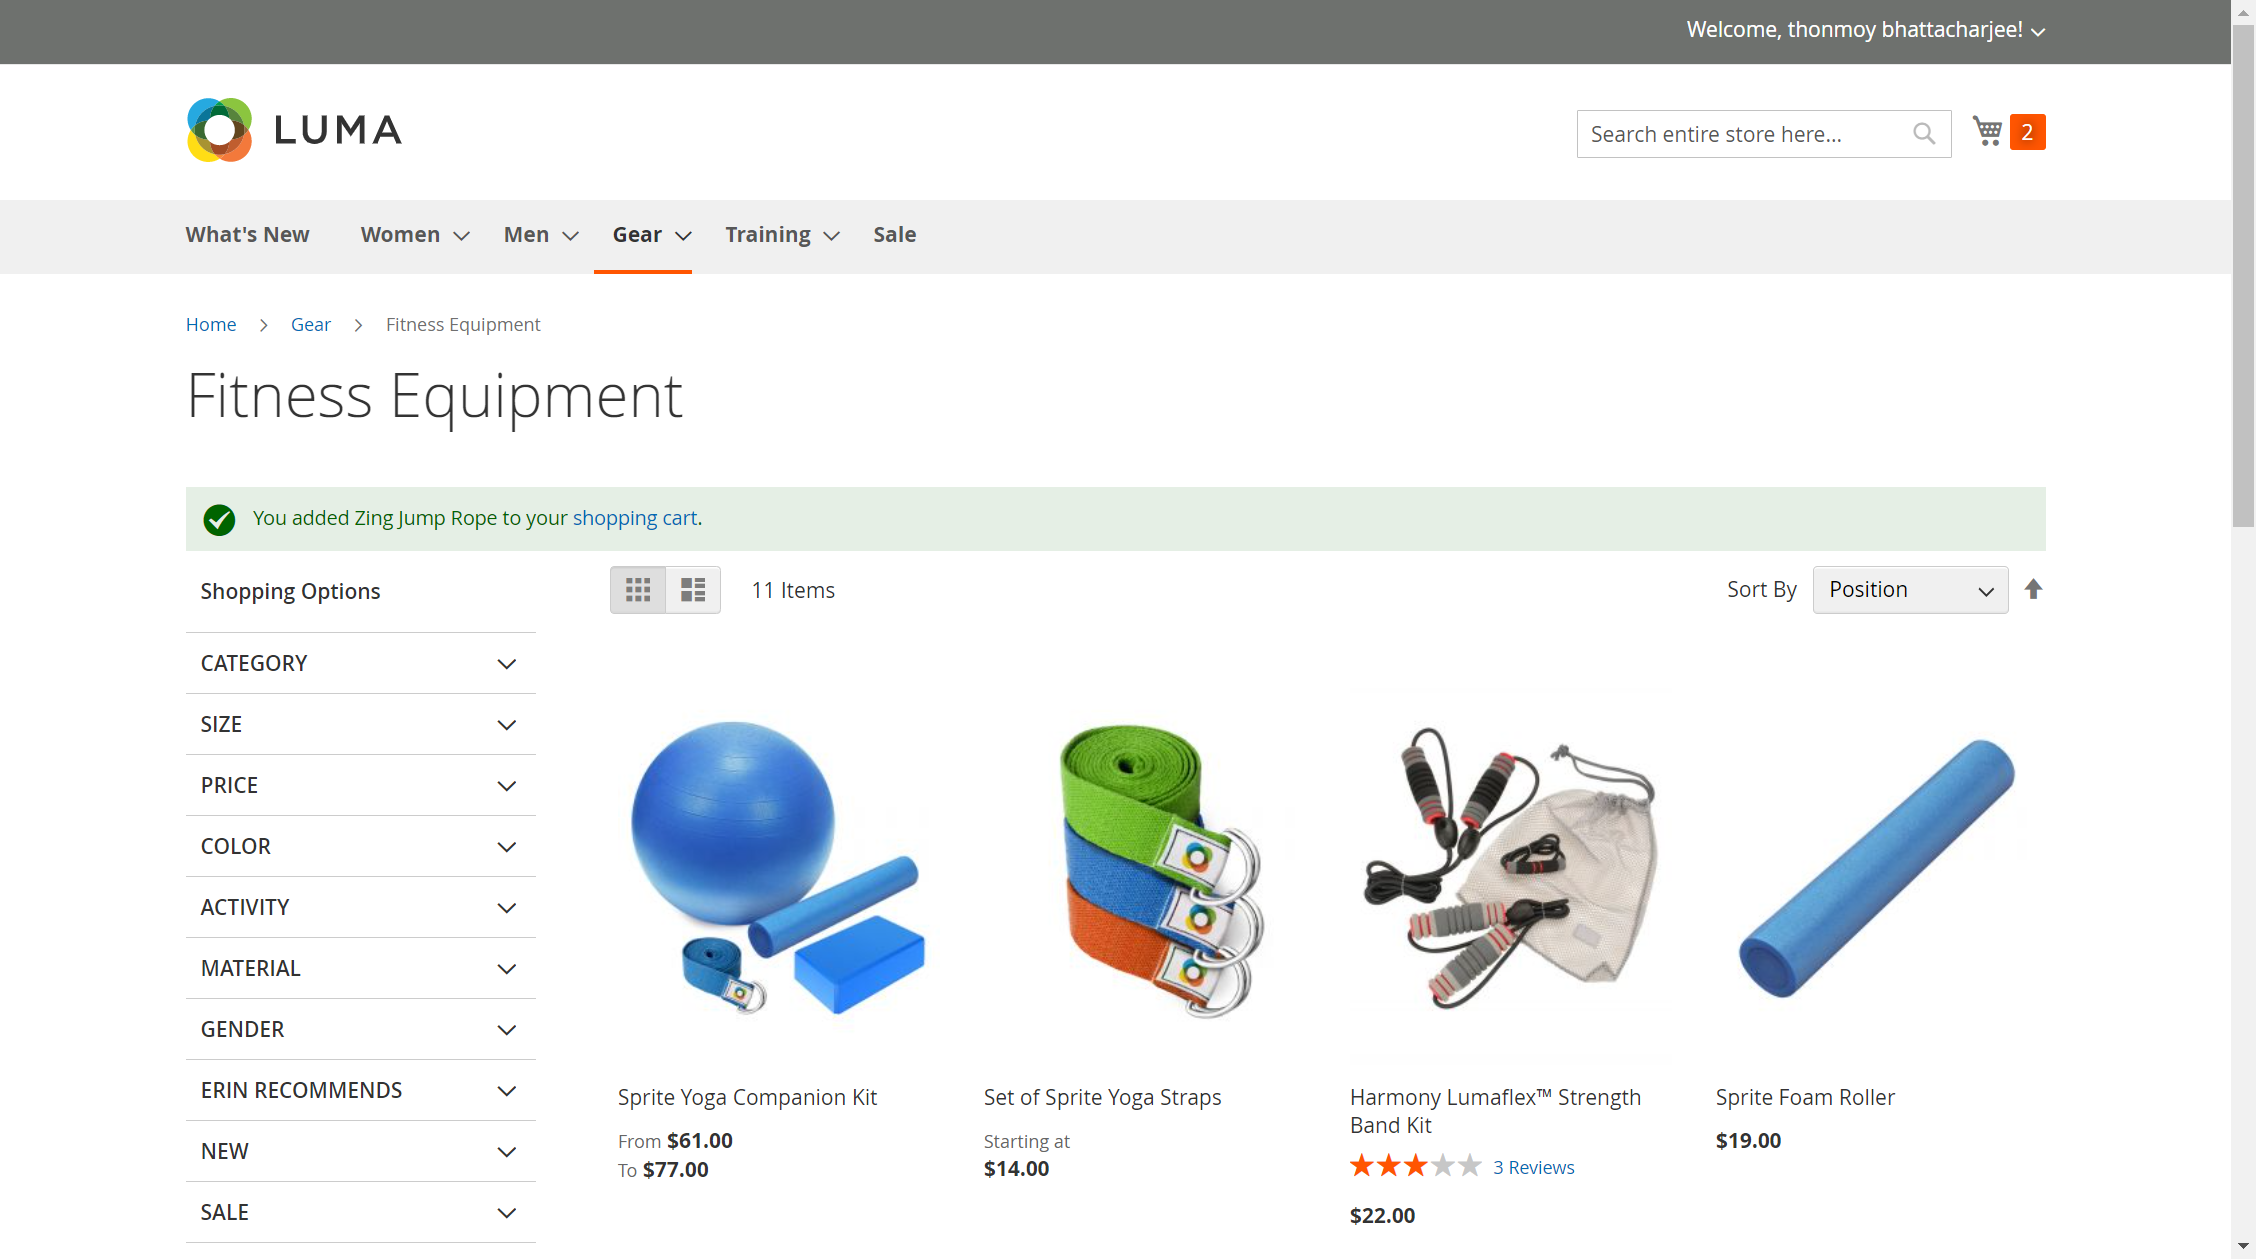 Welcome, thonmoy bhattacharjee!
LUMA
Search entire store here...
2
What's New
Women
Men
Gear
Training
Sale
Home
Gear
Fitness Equipment
Fitness Equipment
You added Zing Jump Rope to your shopping cart.
Shopping Options
11 Items
Sort By
Position
CATEGORY
SIZE
PRICE
COLOR
ACTIVITY
MATERIAL
GENDER
ERIN RECOMMENDS
NEW
SALE
Sprite Yoga Companion Kit
From $61.00
To $77.00
Set of Sprite Yoga Straps
Starting at
$14.00
Harmony Lumaflex™ Strength
Band Kit
3 Reviews
$22.00
Sprite Foam Roller
$19.00